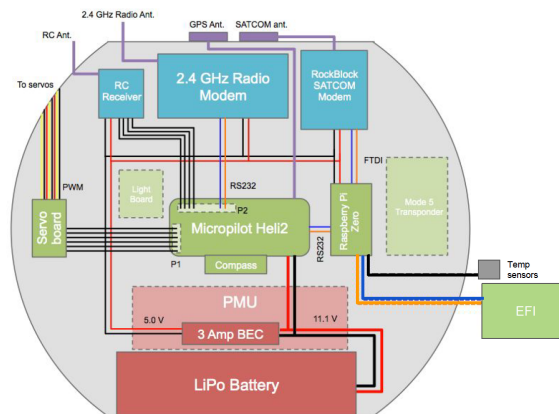 2.4 GHz Radio Ant.
GPS Ant.
SATCOM ant.
RC Ant.
To servos
RC
Receiver
2.4 GHz Radio
Modem
RockBlock
SATCOM
Modem
FTDI
PWM
RS232
Light
Board
P2
Mode 5
Transponder
Servo
board
Micropilot Heli2
Raspberry Pi
Zero
RS232
P1
Compass
Temp
sensors
PMU
EFI
5.0 V
11.1 V
3 Amp BEC
LiPo Battery